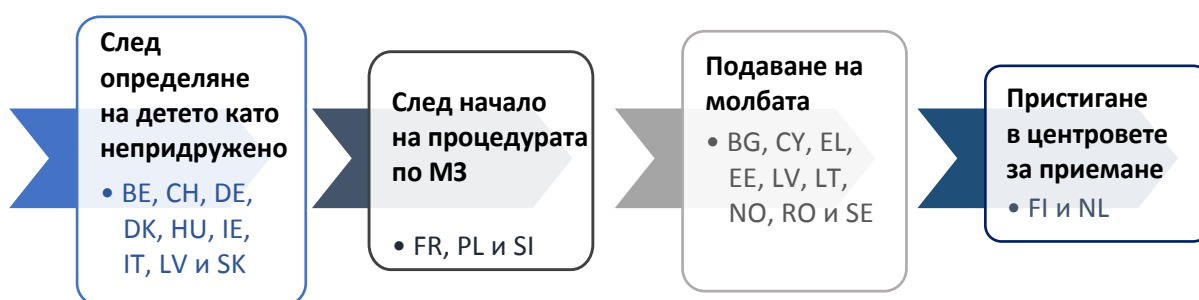 След
определяне
на детето като
непридружено
• BE, CH, DE,
DK, HU, IE,
IT, LV и SK
След начало
на процедурата
по МЗ
• FR, PL и SI
Подаване на
молбата
• BG, CY, EL,
EE, LV, LT,
NO, RO и SE
Пристигане
в центровете
за приемане
• FI и NL